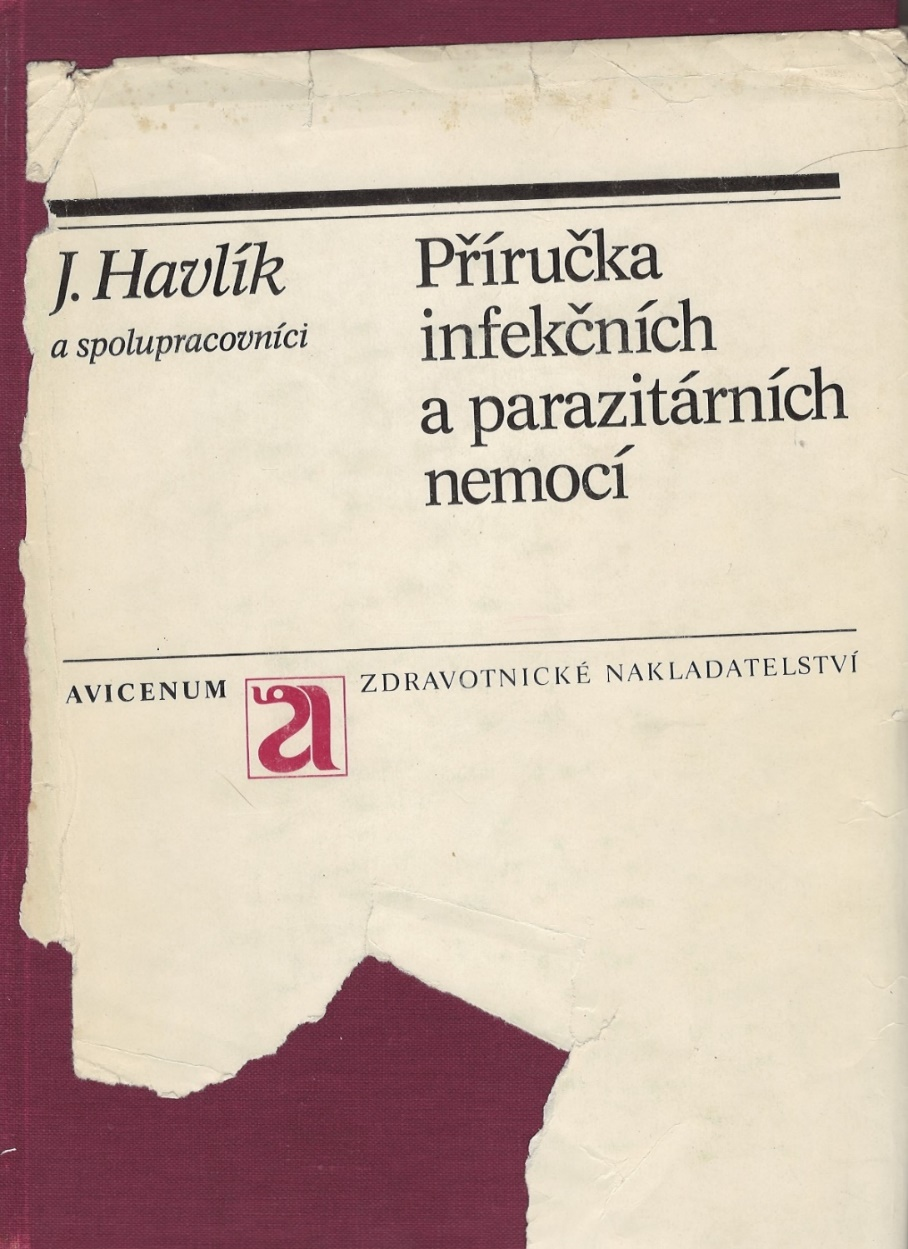 J. Havlík
a spolupracovníci
Příručka
infekčních
a parazitárních
nemocí
AVICENUM
a
ZDRAVOTNICKÉ NAKLADATELSTVÍ